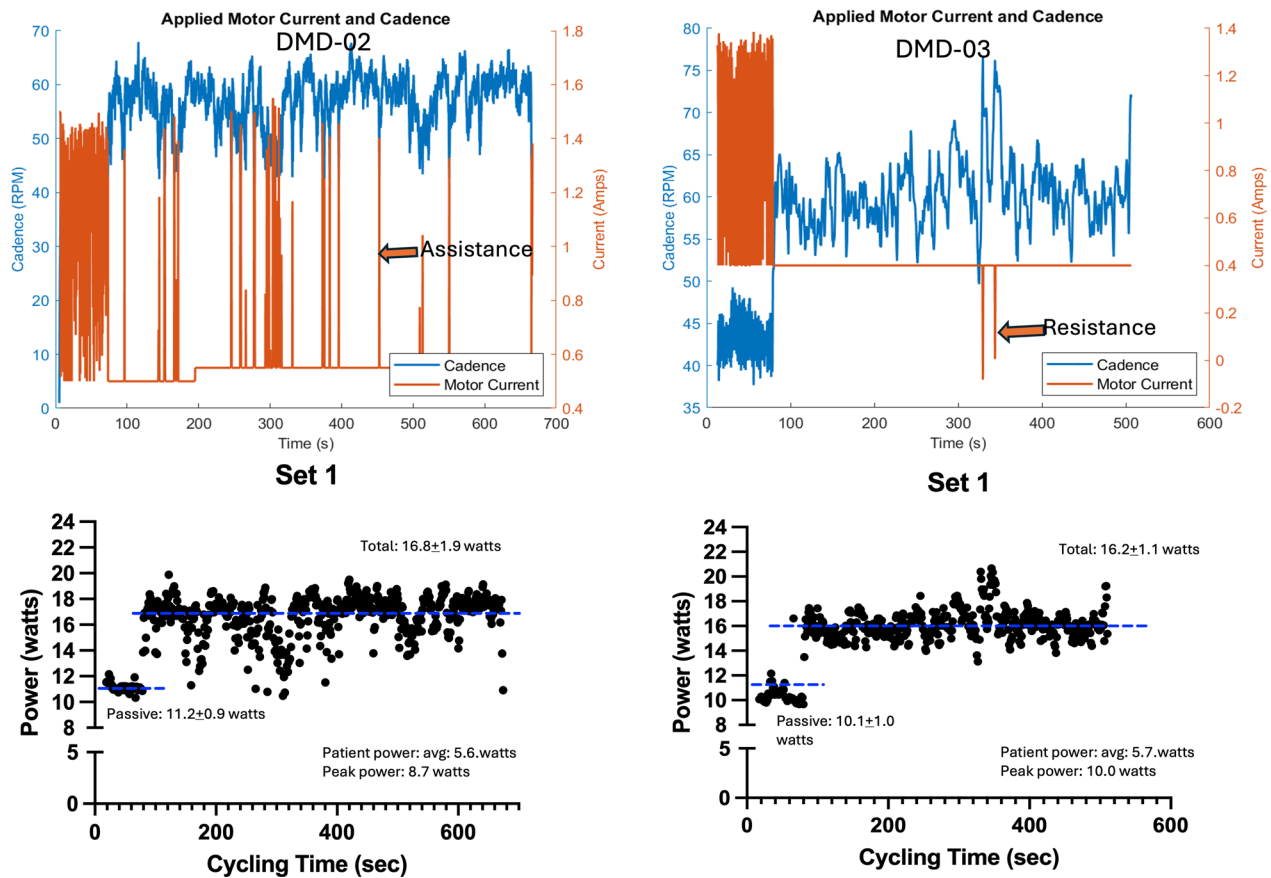 Applied Motor Current and Cadence
DMD-02
70
60
50
40
30
20
10
0
Cadence (RPM)
1.8
1.6
1.4
1.2
1
0.8
0.6
0.4
Current (Amps)
Assistance
Cadence
Motor Current
0 100 200 300 400 500 600 700
Time (s)
Set 1
Applied Motor Current and Cadence
DMD-03
80
75
70
65
60
55
50
45
40
35
Cadence (RPM)
1.4
1.2
1
0.8
0.6
0.4
0.2
0
-0.2
Current (Amps)
Resistance
Cadence
Motor Current
0 100 200 300 400 500 600
Time (s)
Set 1
24
22
20
18
16
14
12
10
8
5
0
Power (watts)
Total: 16.8±1.9 watts
Passive: 11.2±0.9 watts
Patient power: avg: 5.6.watts
Peak power: 8.7 watts
0 200 400 600
Cycling Time (sec)
24
22
20
18
16
14
12
10
8
5
0
Power (watts)
Total: 16.2±1.1 watts
Passive: 10.1±1.0
watts
Patient power: avg: 5.7.watts
Peak power: 10.0 watts
0 200 400 600
Cycling Time (sec)